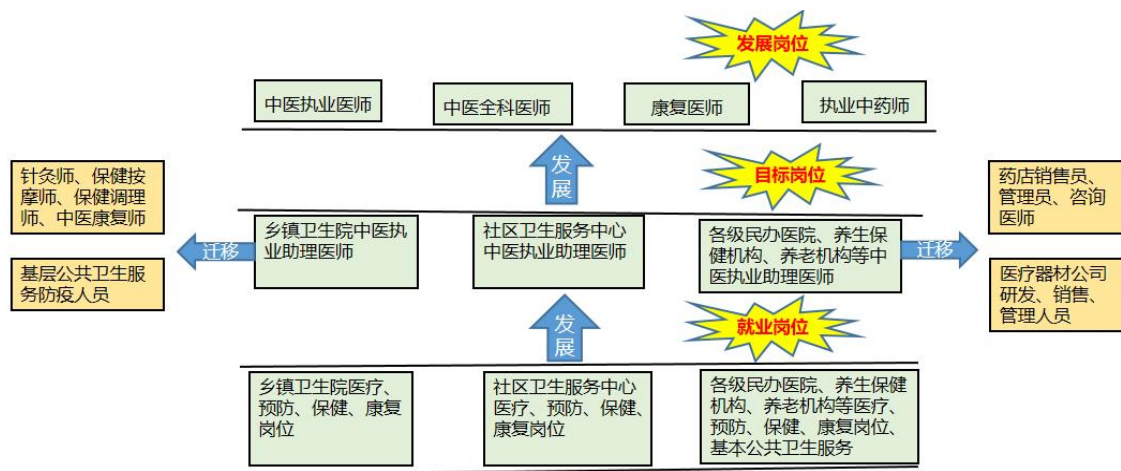 发展岗位
中医执业医师
中医全科医师
康复医师
执业中药师
发展
目标岗位
针灸师、保健按
摩师、保健调理
师、中医康复师
基层公共卫生服
务防疫人员
迁移
乡镇卫生院中医执
业助理医师
社区卫生服务中心
中医执业助理医师
各级民办医院、养生保
健机构、养老机构等中
医执业助理医师
迁移
药店销售员、
管理员、咨询
医师
医疗器材公司
研发、销售、
管理人员
发展
就业岗位
乡镇卫生院医疗、
预防、保健、康复
岗位
社区卫生服务中心
医疗、预防、保健、
康复岗位
各级民办医院、养生保健
机构、养老机构等医疗、
预防、保健、康复岗位、
基本公共卫生服务